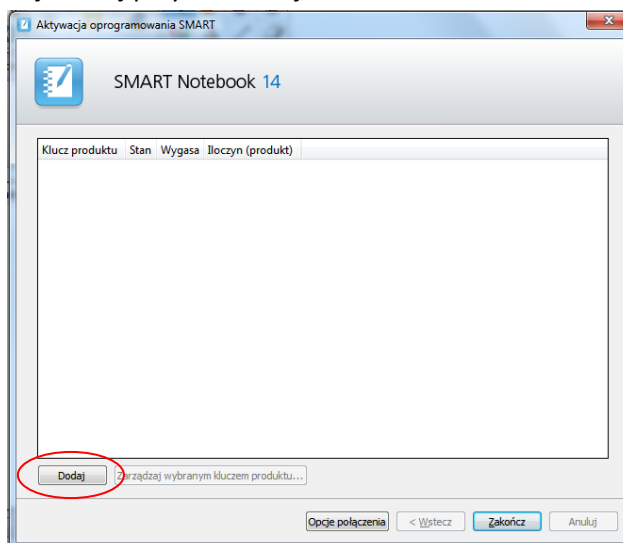 Aktywacja oprogramowania SMART
SMART Notebook 14
Klucz produktu Stan Wygasa Iloczyn (produkt)
Dodaj Zarządzaj wybranym kluczem produktu...
Opcje połączenia < Wstecz Zakończ Anuluj